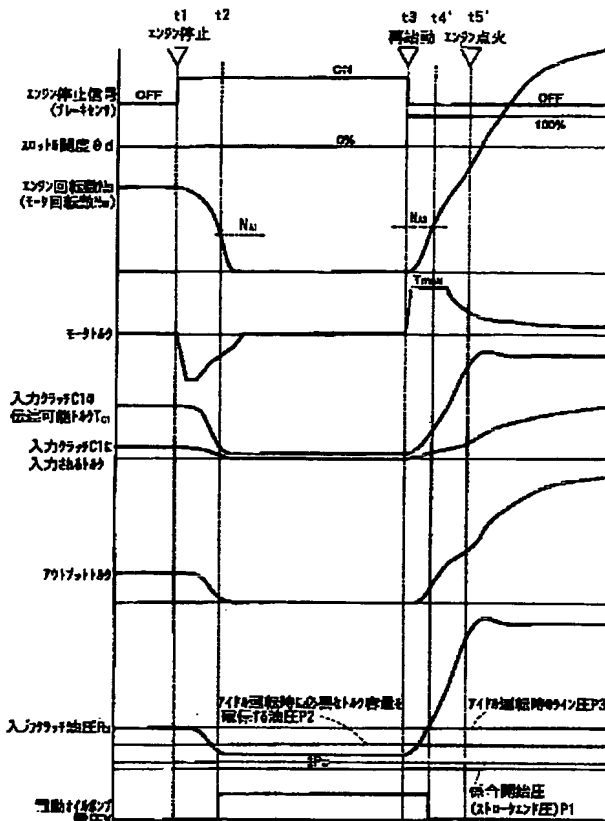 t1
t2
t3
t4'
t5'
エンジン停止
再始動
エンジン点火
エンジン停止信号
(ブレーキセンサ)
OFF
ON
OFF
100%
スロットル開度θd
0%
エンジン回転数
(モータ回転数
モータトルク
入力クラッチC1の
伝達可能トルクTC1
入力クラッチC1に
入力されるトルク
アウトプットトルク
アイドル運転時に必要なトルク容量を
油圧P2
アイドル運転時のライン圧P3
入力クラッチ油圧
係合開始圧
(ストロークエンド圧)P1
電動オイルポンプ